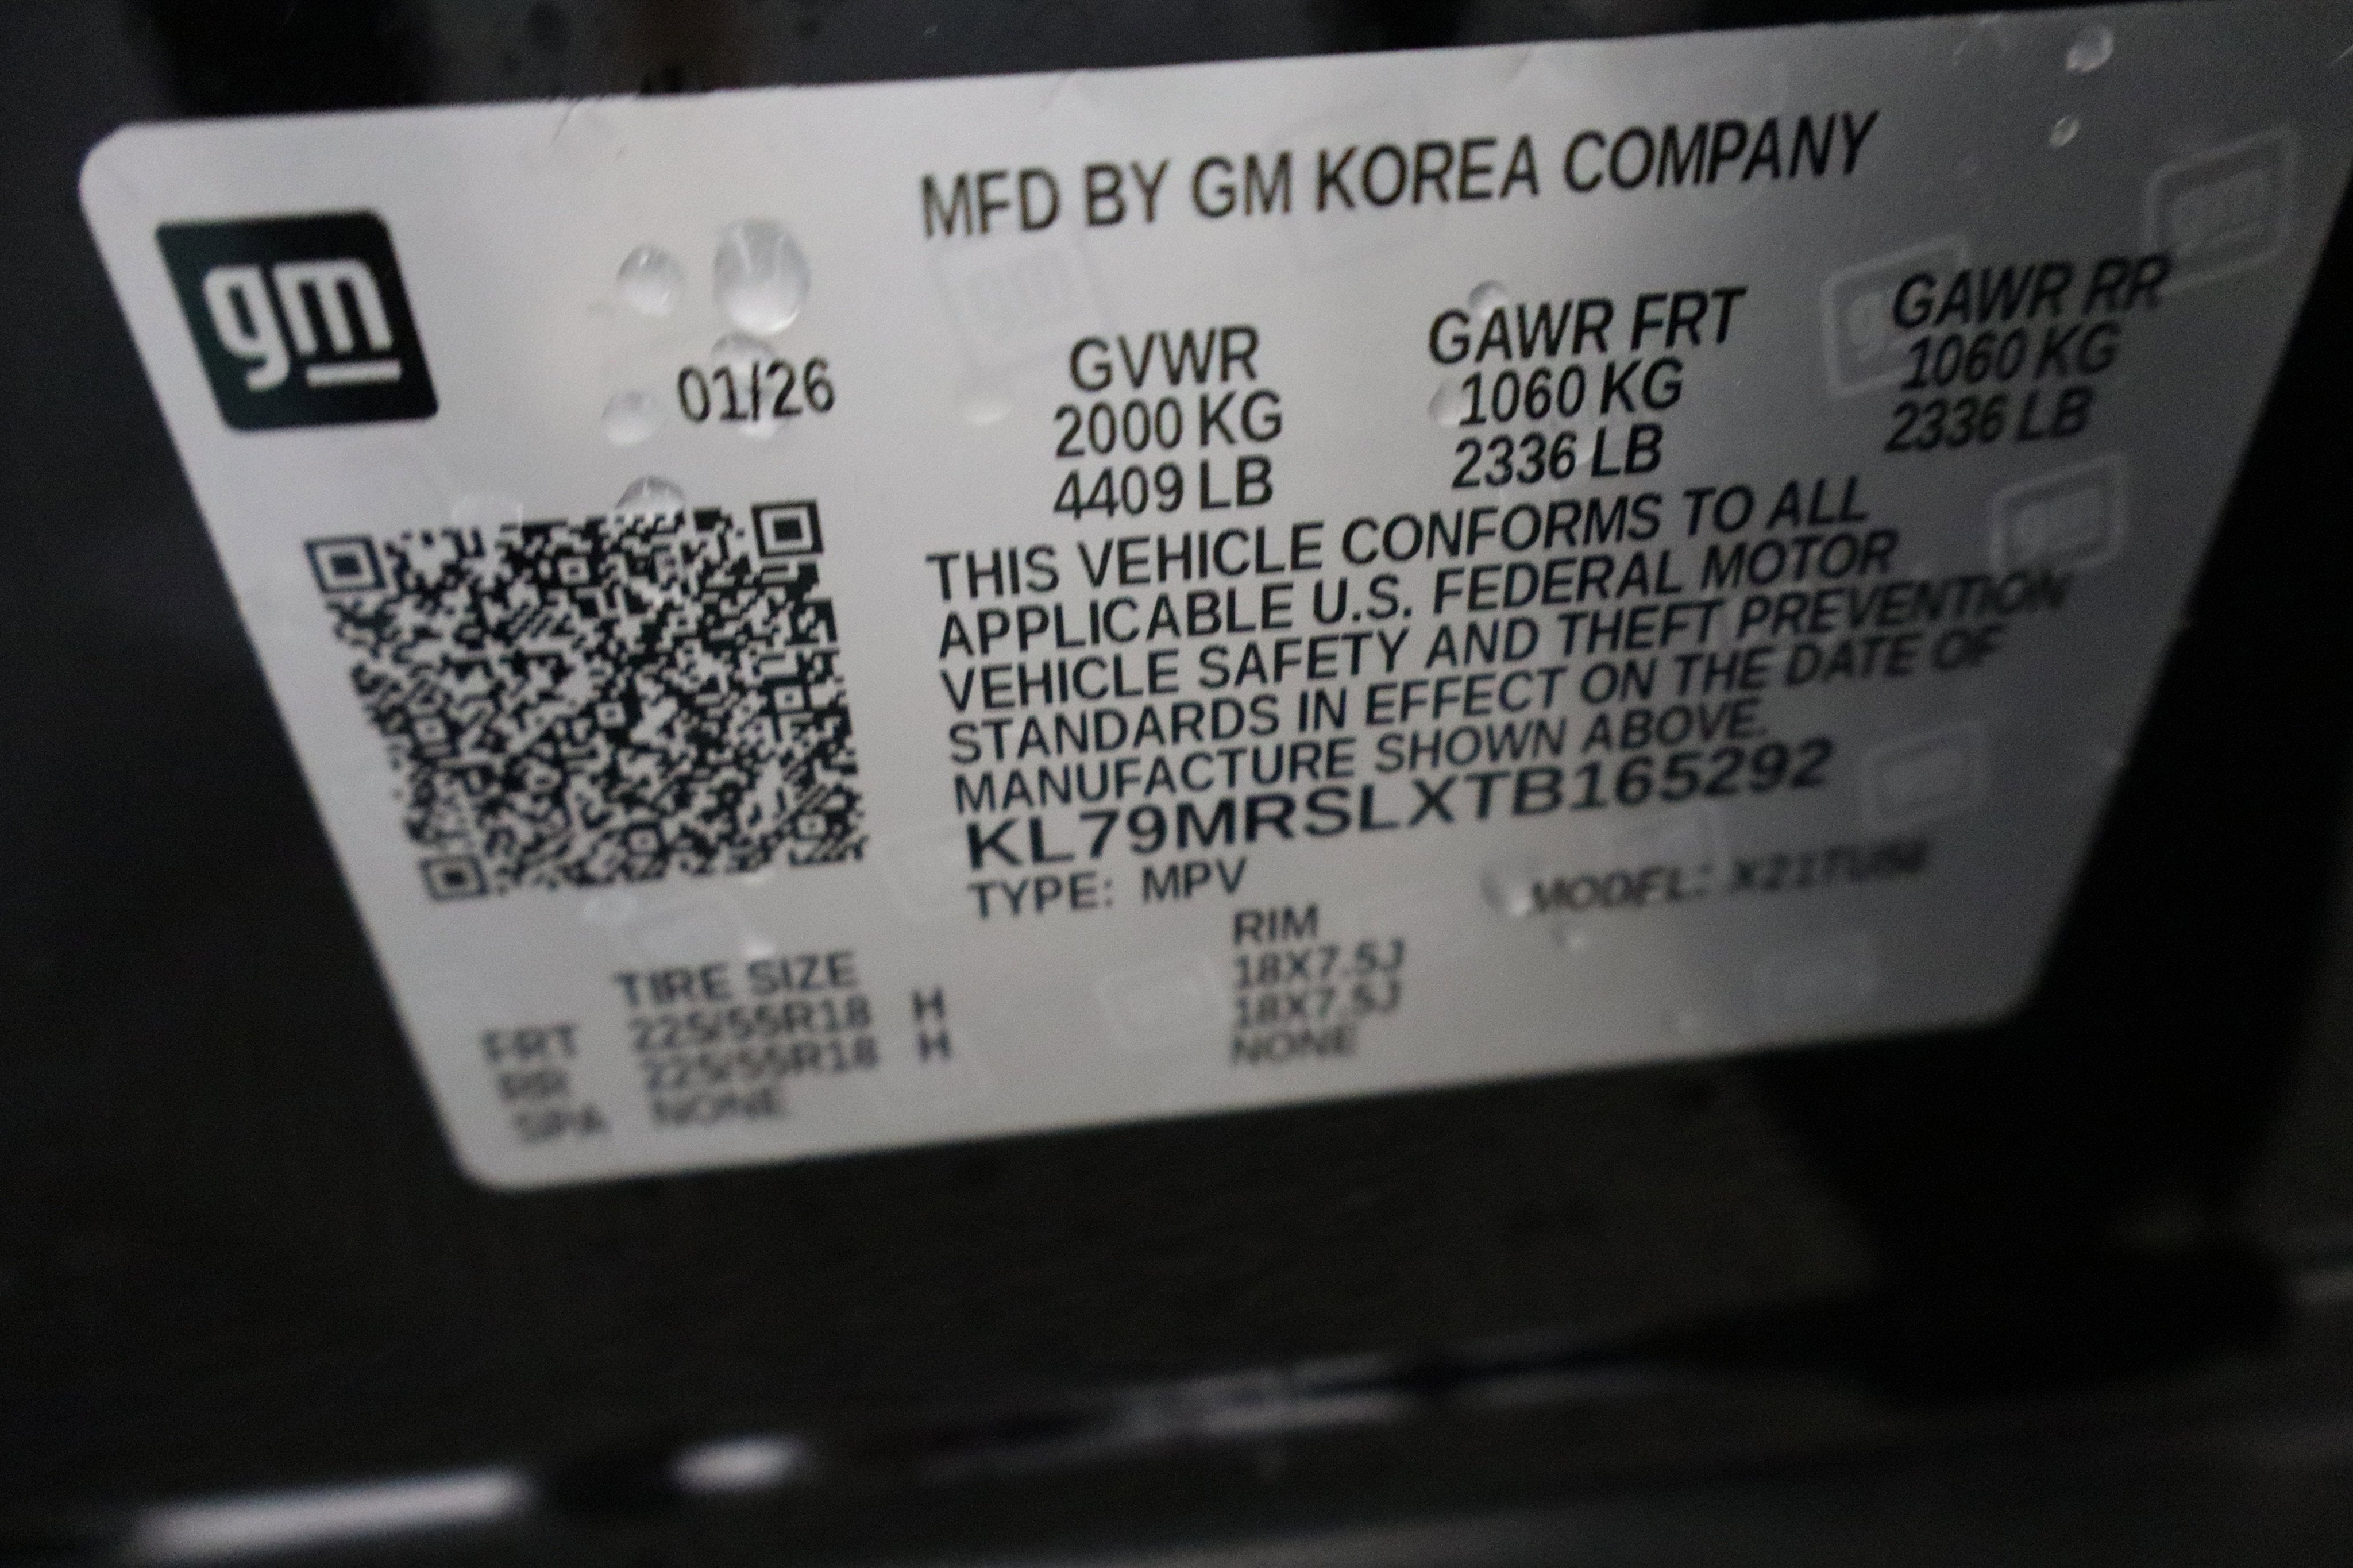 gm
MFD BY GM KOREA COMPANY
01/26
GVWR GAWR FRT GAWR RR
2000 KG 1060 KG 1060 KG
4409 LB 2336 LB 2336 LB
THIS VEHICLE CONFORMS TO ALL
APPLICABLE U.S. FEDERAL MOTOR
VEHICLE SAFETY AND THEFT PREVENTION
STANDARDS IN EFFECT ON THE DATE OF
MANUFACTURE SHOWN ABOVE.
KL79MRSLXTB165292
TYPE: MPV MODEL:
TIRE SIZE RIM
FRT 225/55R18 H 18X7.5J
RR 225/55R18 H 18X7.5J
SPA NONE NONE